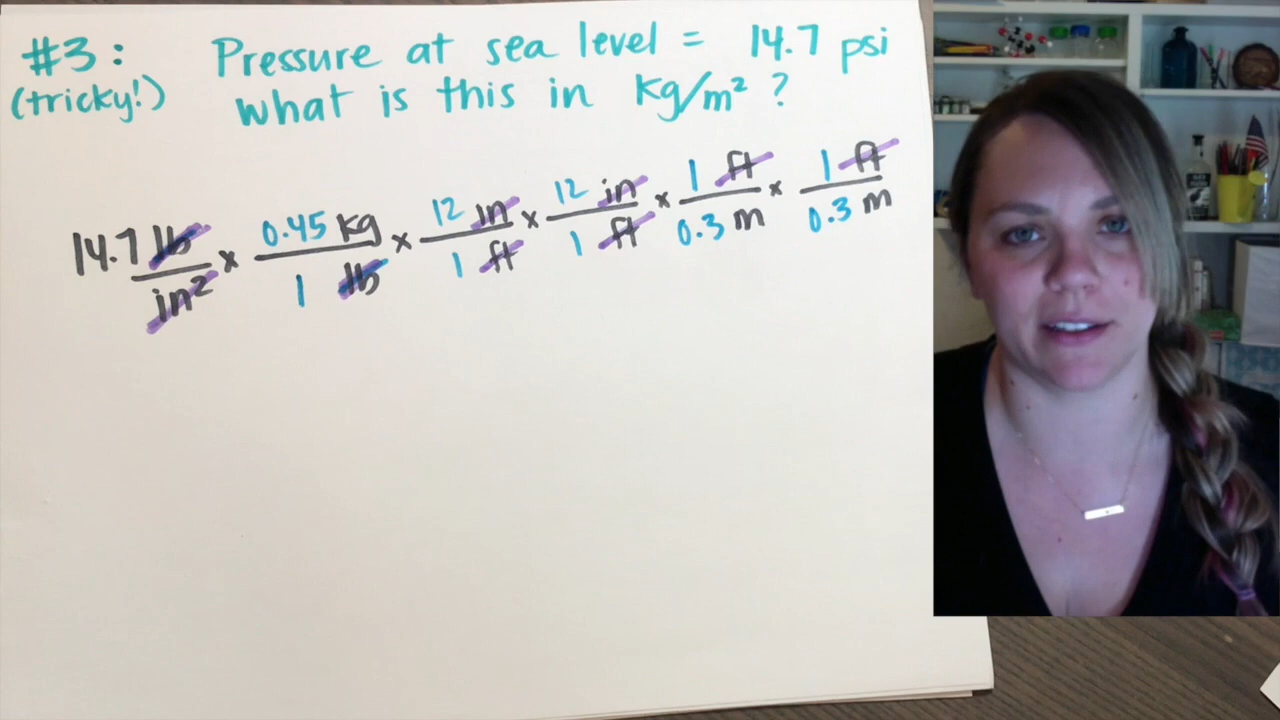 #3: Pressure at sea level = 14.7 psi
(tricky!) what is this in kg/m² ?
14.7 lb/in² x 0.45 kg/1 lb x 12 in/1 ft x 12 in/1 ft x 1 ft/0.3 m x 1 ft/0.3 m